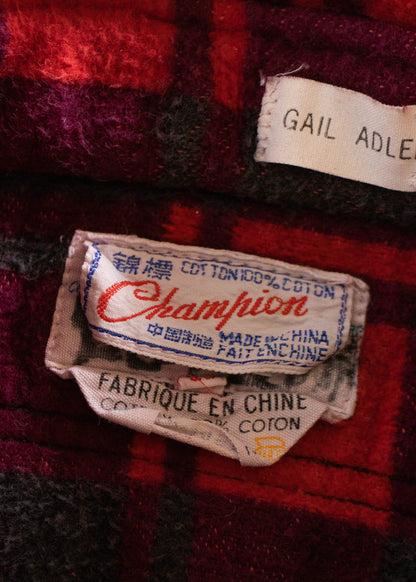 GAIL ADLE
錦標 COTTON100%COTON
Champion
中國製造 MADE IN CHINA
FAIT EN CHINE
FABRIQUE EN CHINE
COTON